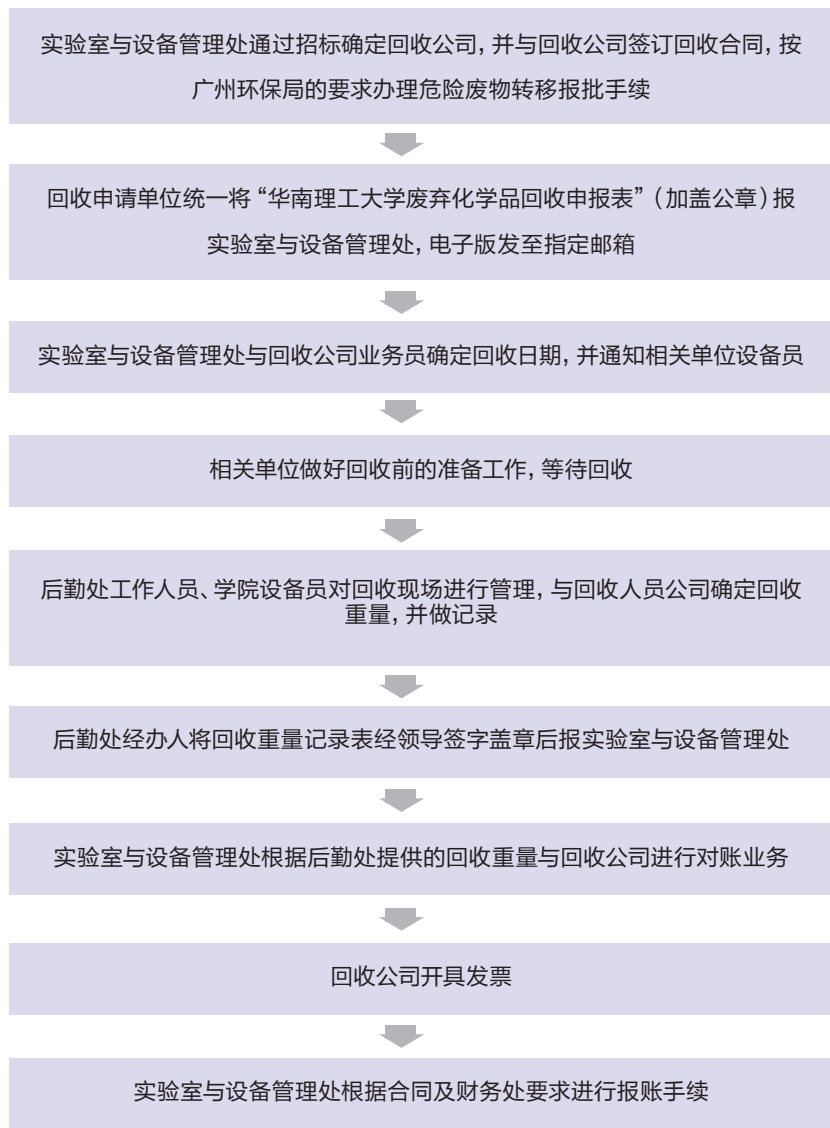 实验室与设备管理处通过招标确定回收公司，并与回收公司签订回收合同，按
广州环保局的要求办理危险废物转移报批手续
回收申请单位统一将“华南理工大学废弃化学品回收申报表”（加盖公章）报
实验室与设备管理处，电子版发至指定邮箱
实验室与设备管理处与回收公司业务员确定回收日期，并通知相关单位设备员
相关单位做好回收前的准备工作，等待回收
后勤处工作人员、学院设备员对回收现场进行管理，与回收人员公司确定回收
重量，并做记录
后勤处经办人将回收重量记录表经领导签字盖章后报实验室与设备管理处
实验室与设备管理处根据后勤处提供的回收重量与回收公司进行对账业务
回收公司开具发票
实验室与设备管理处根据合同及财务处要求进行报账手续